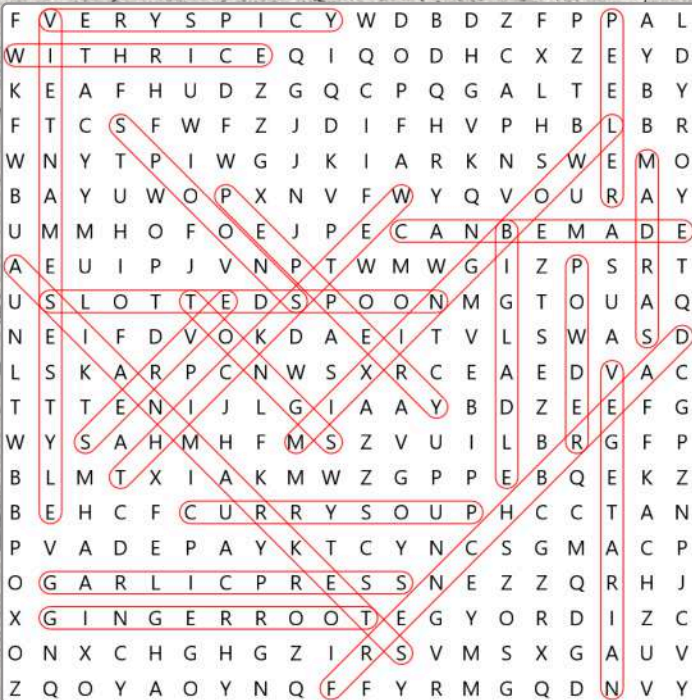 F V E R Y S P I C Y W D B D Z F P P A L
W I T H R I C E Q I Q O D H C X Z E Y D
K E A F H U D Z G Q C P Q G A L T E B Y
F T C S F W F Z J D I F H V P H B L B R
W N Y T P I W G J K I A R K N S W E M O
B A Y U W O P X N V F W Y Q V O U R A Y
U M M H O F O E J P E C A N B E M A D E
A E U I P J V N P T W M W G I Z P S R T
U S L O T T E D S P O O N M G T O U A Q
N E I F D V O K D A E I T V L S W A S D
L S K A R P C N W S X R C E A E D V A C
T T T E N I J L G I A A Y B D Z E E F G
W Y S A H M H F M S Z V U I L B R G F P
B L M T X I A K M W Z G P P E B Q E K Z
B E H C F C U R R Y S O U P H C C T A N
P V A D E P A Y K T C Y N C S G M A C P
O G A R L I C P R E S S N E Z Z Q R H J
X G I N G E R R O O T E G Y O R D I Z C
O N X C H G H G Z I R S V M S X G A U V
Z Q O Y A O Y N Q F F Y R M G Q D N V Y